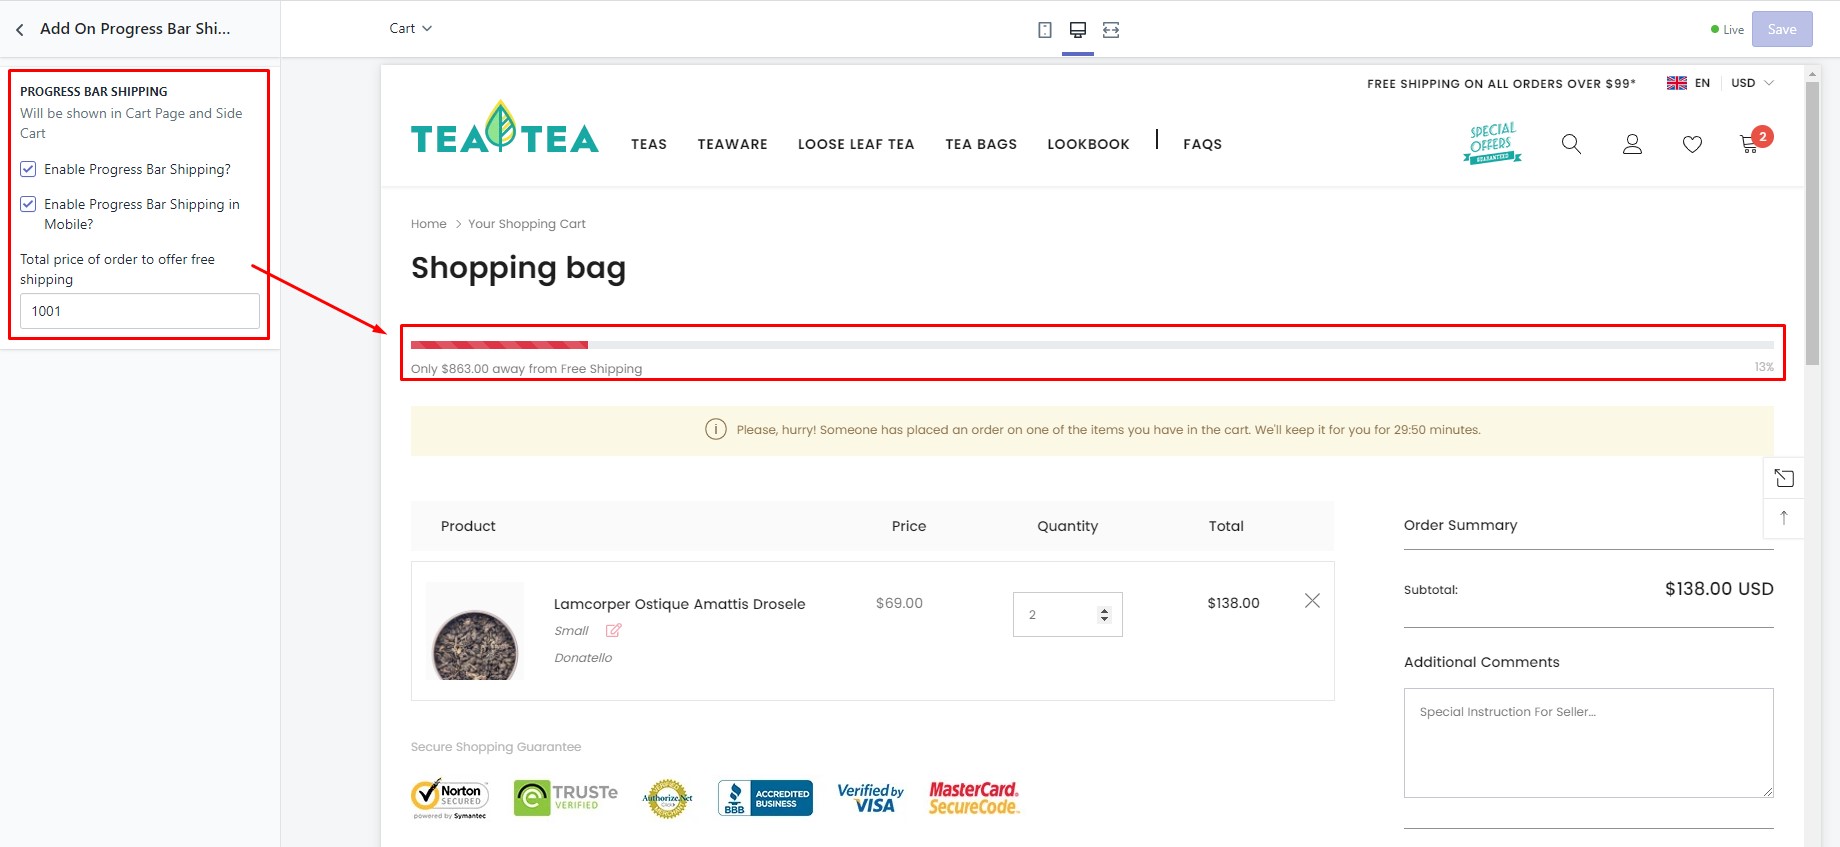 Add On Progress Bar Shi...
Cart
Live
Save
PROGRESS BAR SHIPPING
Will be shown in Cart Page and Side
Cart
Enable Progress Bar Shipping?
Enable Progress Bar Shipping in
Mobile?
Total price of order to offer free
shipping
1001
FREE SHIPPING ON ALL ORDERS OVER $99*
EN
USD
TEA TEA
TEAS
TEAWARE
LOOSE LEAF TEA
TEA BAGS
LOOKBOOK
FAQS
SPECIAL
OFFERS
GUARANTEED
2
Home > Your Shopping Cart
Shopping bag
Only $863.00 away from Free Shipping
13%
Please, hurry! Someone has placed an order on one of the items you have in the cart. We'll keep it for you for 29:50 minutes.
Product
Price
Quantity
Total
Lamcorper Ostique Amattis Drosele
Small
Donatello
$69.00
2
$138.00
Order Summary
Subtotal:
$138.00 USD
Additional Comments
Special Instruction For Seller...
Secure Shopping Guarantee
Norton
SECURED
powered by Symantec
TRUSTe
VERIFIED
Authorize.Net
BBB
ACCREDITED
BUSINESS
Verified by
VISA
MasterCard.
SecureCode.